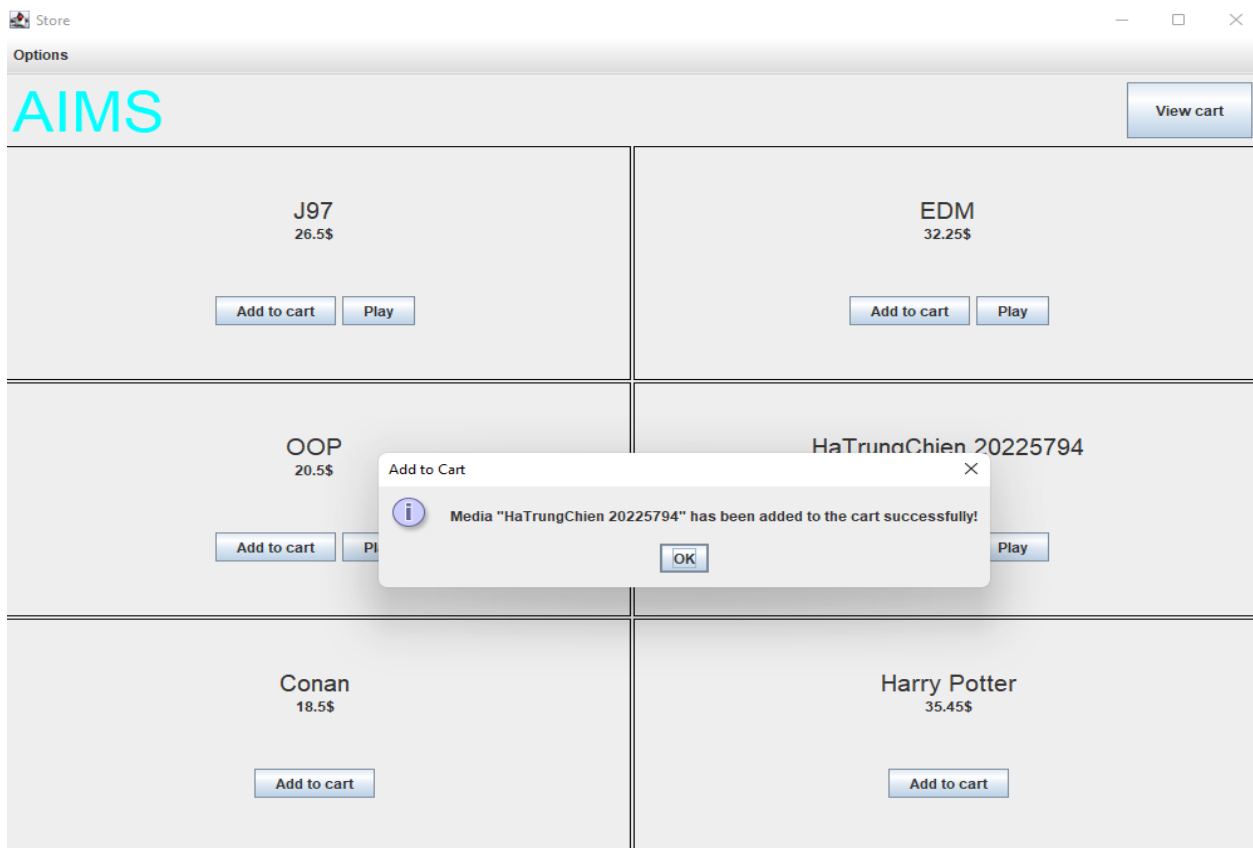 Store
Options
AIMS
View cart
J97
26.5$
Add to cart Play
EDM
32.25$
Add to cart Play
OOP
20.5$
Add to cart
HaTrungChien 20225794
Play
Add to Cart
i
Media "HaTrungChien 20225794" has been added to the cart successfully!
OK
Conan
18.5$
Add to cart
Harry Potter
35.45$
Add to cart